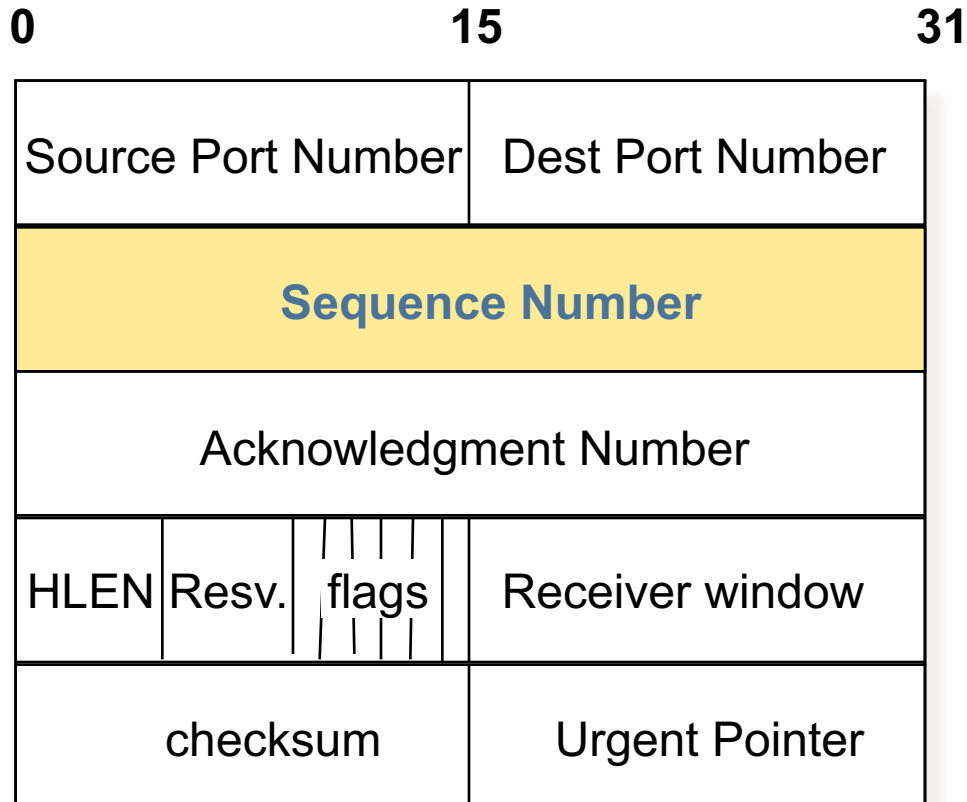 0 15 31
Source Port Number Dest Port Number
Sequence Number
Acknowledgment Number
HLEN Resv. flags Receiver window
checksum Urgent Pointer